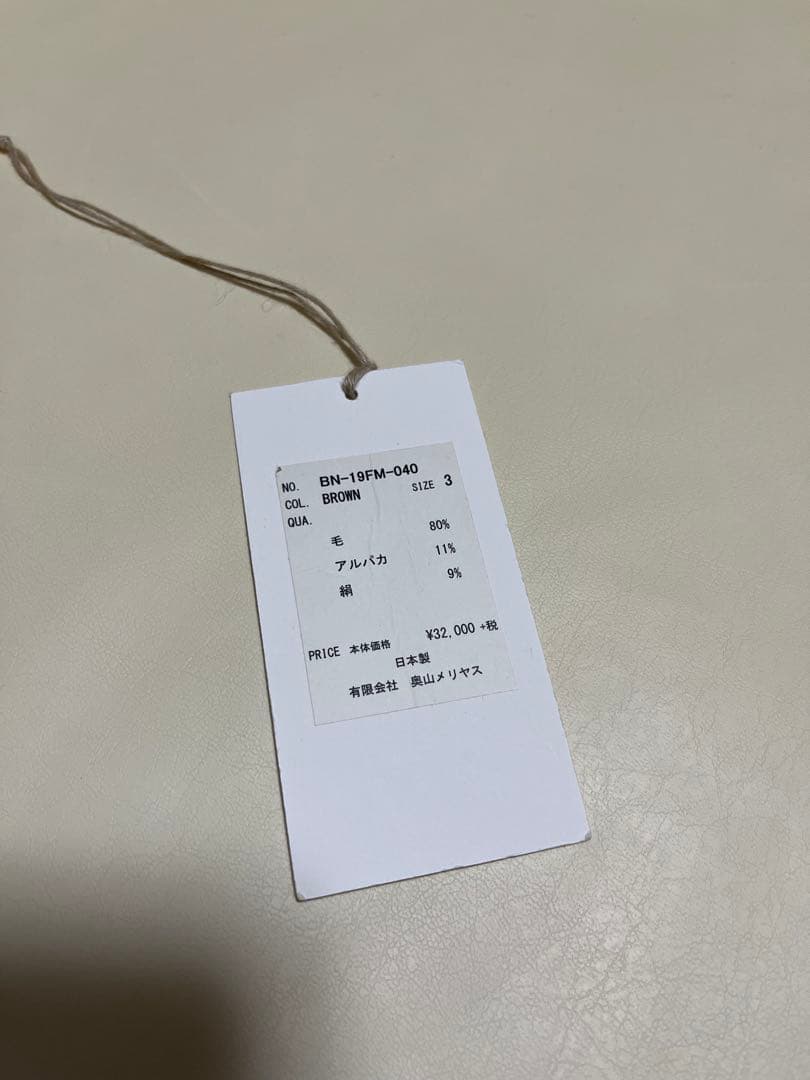 NO. BN-19FM-040
COL. BROWN SIZE 3
QUA.
毛 80%
アルパカ 11%
絹 9%
PRICE 本体価格 ¥32,000 +税
日本製
有限会社 奥山メリヤス